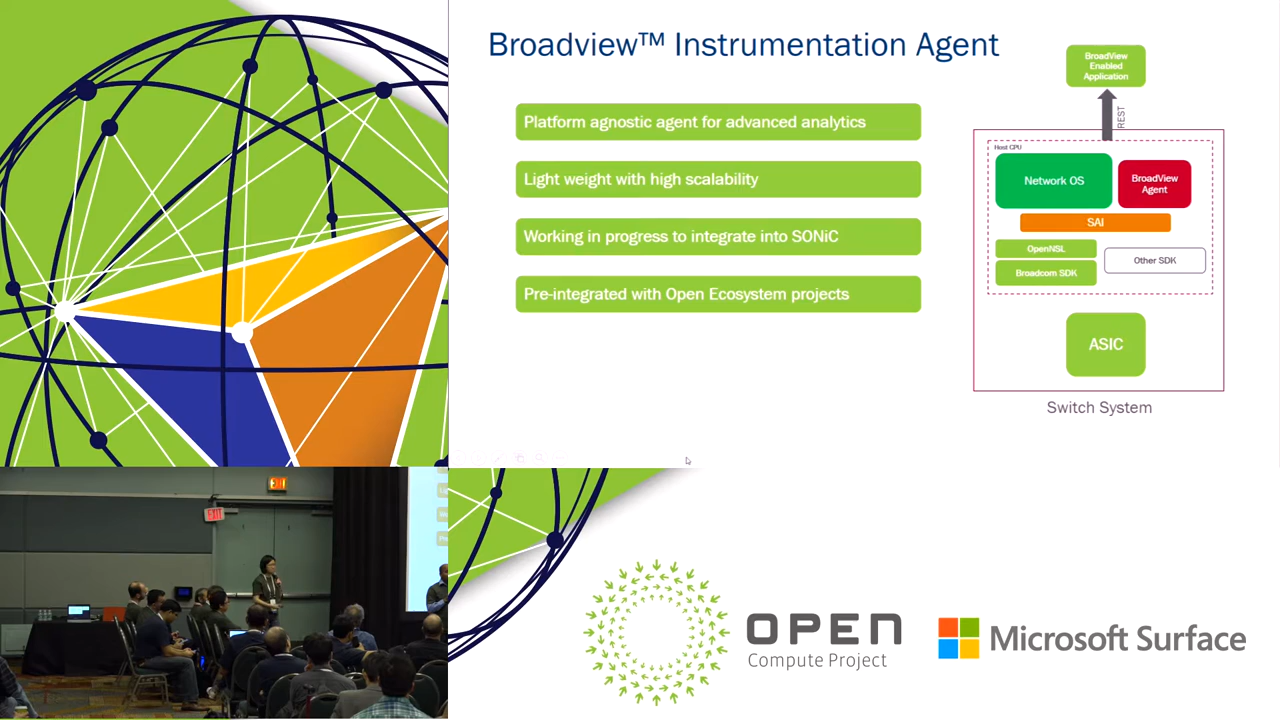 Broadview™ Instrumentation Agent
Platform agnostic agent for advanced analytics
Light weight with high scalability
Working in progress to integrate into SONiC
Pre-integrated with Open Ecosystem projects
BroadView
Enabled
Application
REST
Host CPU
Network OS
BroadView
Agent
SAI
OpenNSL
Broadcom SDK
Other SDK
ASIC
Switch System
OPEN
Compute Project
Microsoft Surface